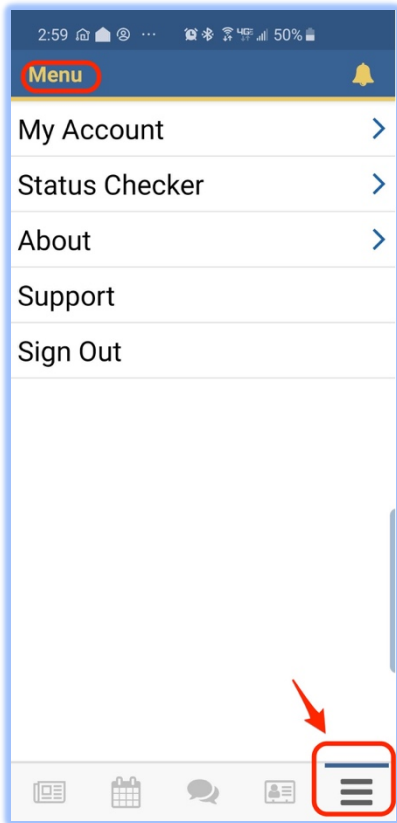 2:59 50%
Menu
My Account
Status Checker
About
Support
Sign Out